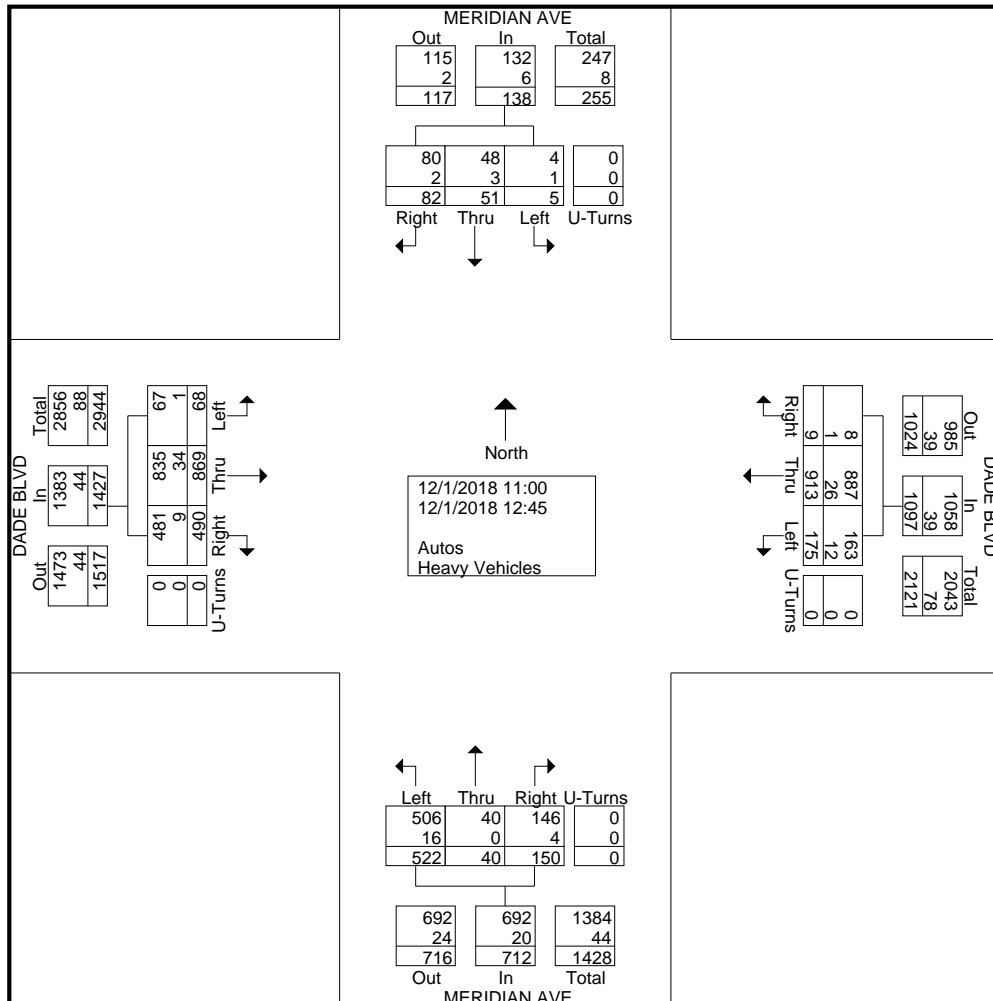 MERIDIAN AVE
Out In Total
115 132 247
2 6 8
117 138 255
80 48 4 0
2 3 1 0
82 51 5 0
Right Thru Left U-Turns
DADE BLVD
Total In Out
2856 1383 1473
88 44 44
2944 1427 1517
67 835 481 0
1 34 9 0
68 869 490 0
Left Thru Right U-Turns
North
12/1/2018 11:00
12/1/2018 12:45
Autos
Heavy Vehicles
Right Thru Left U-Turns
8 887 163 0
1 26 12 0
9 913 175 0
Out In Total
985 1058 2043
39 39 78
1024 1097 2121
DADE BLVD
Left Thru Right U-Turns
506 40 146 0
16 0 4 0
522 40 150 0
692 692 1384
24 20 44
716 712 1428
Out In Total
MERIDIAN AVE